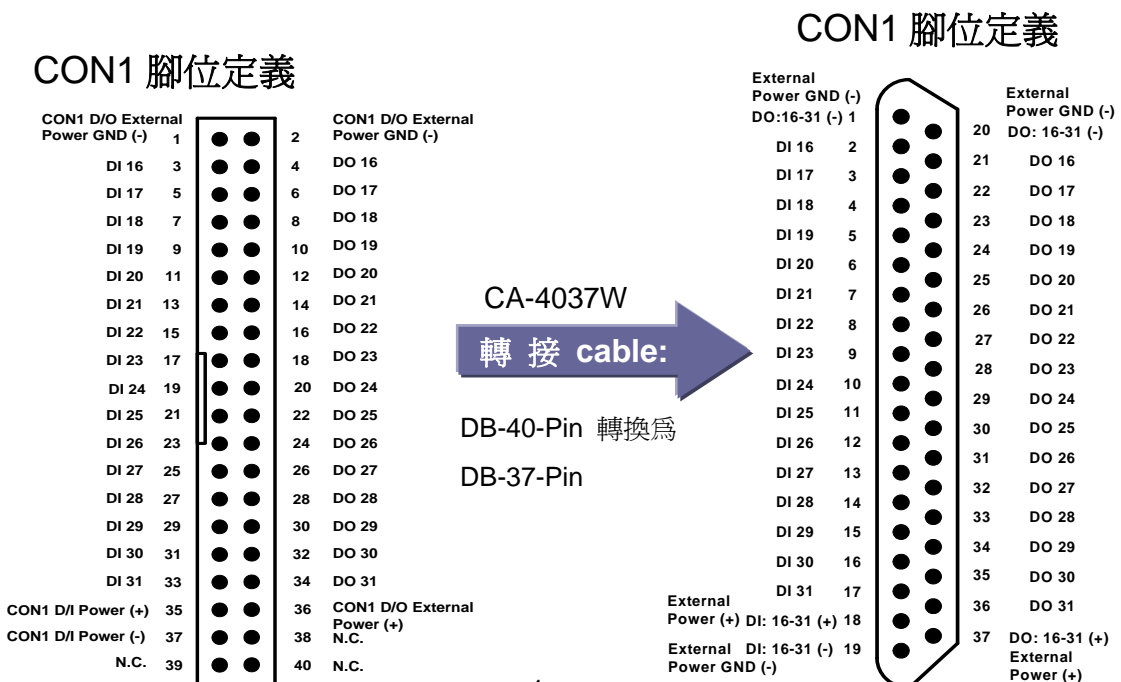 CON1 腳位定義
CON1 D/O External
Power GND (-) 1
2 CON1 D/O External
Power GND (-)
DI 16 3 4 DO 16
DI 17 5 6 DO 17
DI 18 7 8 DO 18
DI 19 9 10 DO 19
DI 20 11 12 DO 20
DI 21 13 14 DO 21
DI 22 15 16 DO 22
DI 23 17 18 DO 23
DI 24 19 20 DO 24
DI 25 21 22 DO 25
DI 26 23 24 DO 26
DI 27 25 26 DO 27
DI 28 27 28 DO 28
DI 29 29 30 DO 29
DI 30 31 32 DO 30
DI 31 33 34 DO 31
CON1 D/I Power (+) 35 36 CON1 D/O External
Power (+)
CON1 D/I Power (-) 37 38 N.C.
N.C. 39 40 N.C.
CA-4037W
轉 接 cable:
DB-40-Pin 轉換爲
DB-37-Pin
CON1 腳位定義
External
Power GND (-)
DO:16-31 (-) 1
External
Power GND (-)
20 DO: 16-31 (-)
DI 16 2 21 DO 16
DI 17 3 22 DO 17
DI 18 4 23 DO 18
DI 19 5 24 DO 19
DI 20 6 25 DO 20
DI 21 7 26 DO 21
DI 22 8 27 DO 22
DI 23 9 28 DO 23
DI 24 10 29 DO 24
DI 25 11 30 DO 25
DI 26 12 31 DO 26
DI 27 13 32 DO 27
DI 28 14 33 DO 28
DI 29 15 34 DO 29
DI 30 16 35 DO 30
DI 31 17 36 DO 31
External
Power (+) DI: 16-31 (+) 18
External DI: 16-31 (-) 19
Power GND (-)
37 DO: 16-31 (+)
External
Power (+)